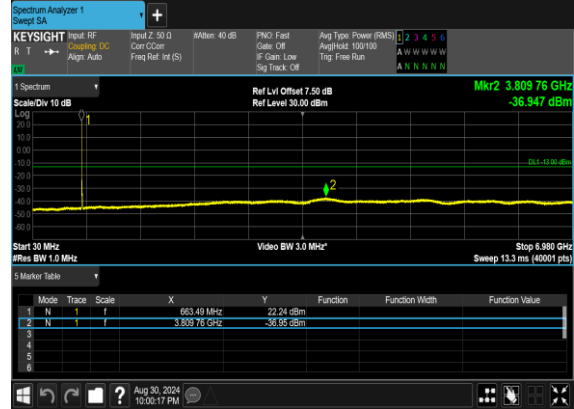 Spectrum Analyzer 1
Swept SA
+
KEYSIGHT
R T
Input: RF
Coupling: DC
Align: Auto
Input Z: 50 Ω
Corr CCorr
Freq Ref: Int (S)
#Atten: 40 dB
PNO: Fast
Gate: Off
IF Gain: Low
Sig Track: Off
Avg Type: Power (RMS)
Avg|Hold: 100/100
Trig: Free Run
1 2 3 4 5 6
A W W W W W
A N N N N N
1 Spectrum
Scale/Div 10 dB
Ref Lvl Offset 7.50 dB
Ref Level 30.00 dBm
Mkr2 3.809 76 GHz
-36.947 dBm
Log
20.0
10.0
0.00
-10.0
-20.0
-30.0
-40.0
-50.0
-60.0
1
2
DL1 -13.00 dBm
Start 30 MHz
#Res BW 1.0 MHz
Video BW 3.0 MHz*
Stop 6.980 GHz
Sweep 13.3 ms (40001 pts)
5 Marker Table
Mode Trace Scale X Y Function Function Width Function Value
1 N 1 f 663.49 MHz 22.24 dBm
2 N 1 f 3.809 76 GHz -36.95 dBm
3
4
5
6
?
Aug 30, 2024
10:00:17 PM